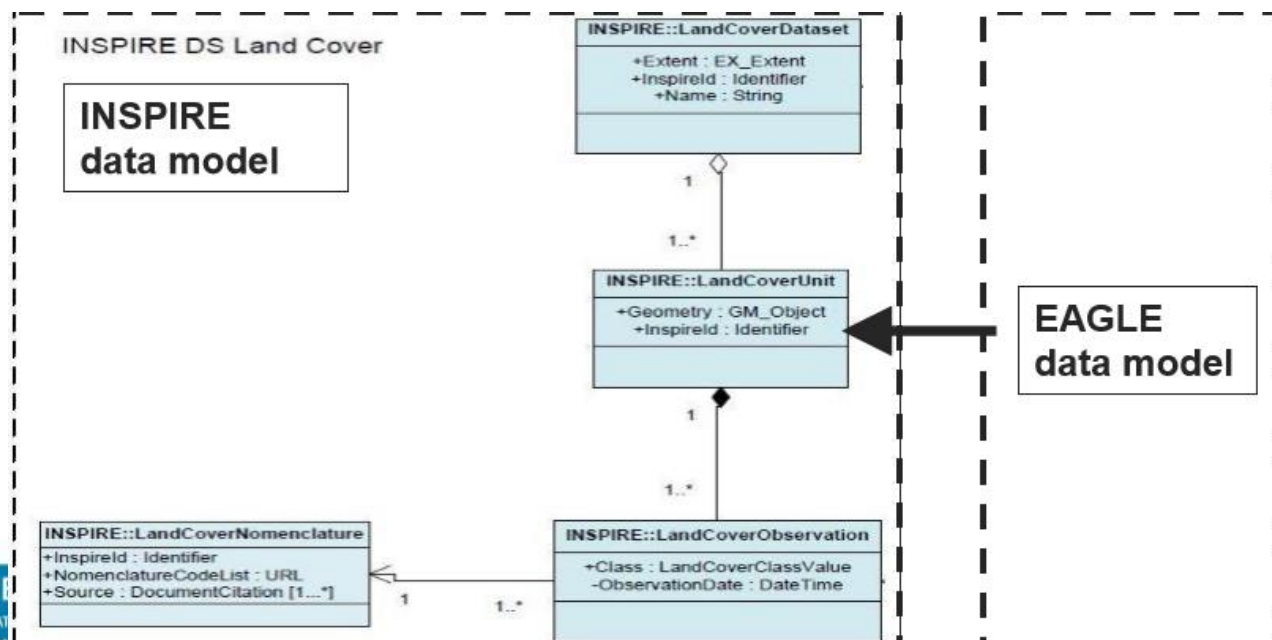 INSPIRE DS Land Cover
INSPIRE
data model
INSPIRE::LandCoverDataset
+Extent : EX_Extent
+InspireId : Identifier
+Name : String
1
1..*
INSPIRE::LandCoverUnit
+Geometry : GM_Object
+InspireId : Identifier
EAGLE
data model
1
1..*
INSPIRE::LandCoverNomenclature
+InspireId : Identifier
+NomenclatureCodeList : URL
+Source : DocumentCitation [1...*]
1
1..*
INSPIRE::LandCoverObservation
+Class : LandCoverClassValue
-ObservationDate : DateTime